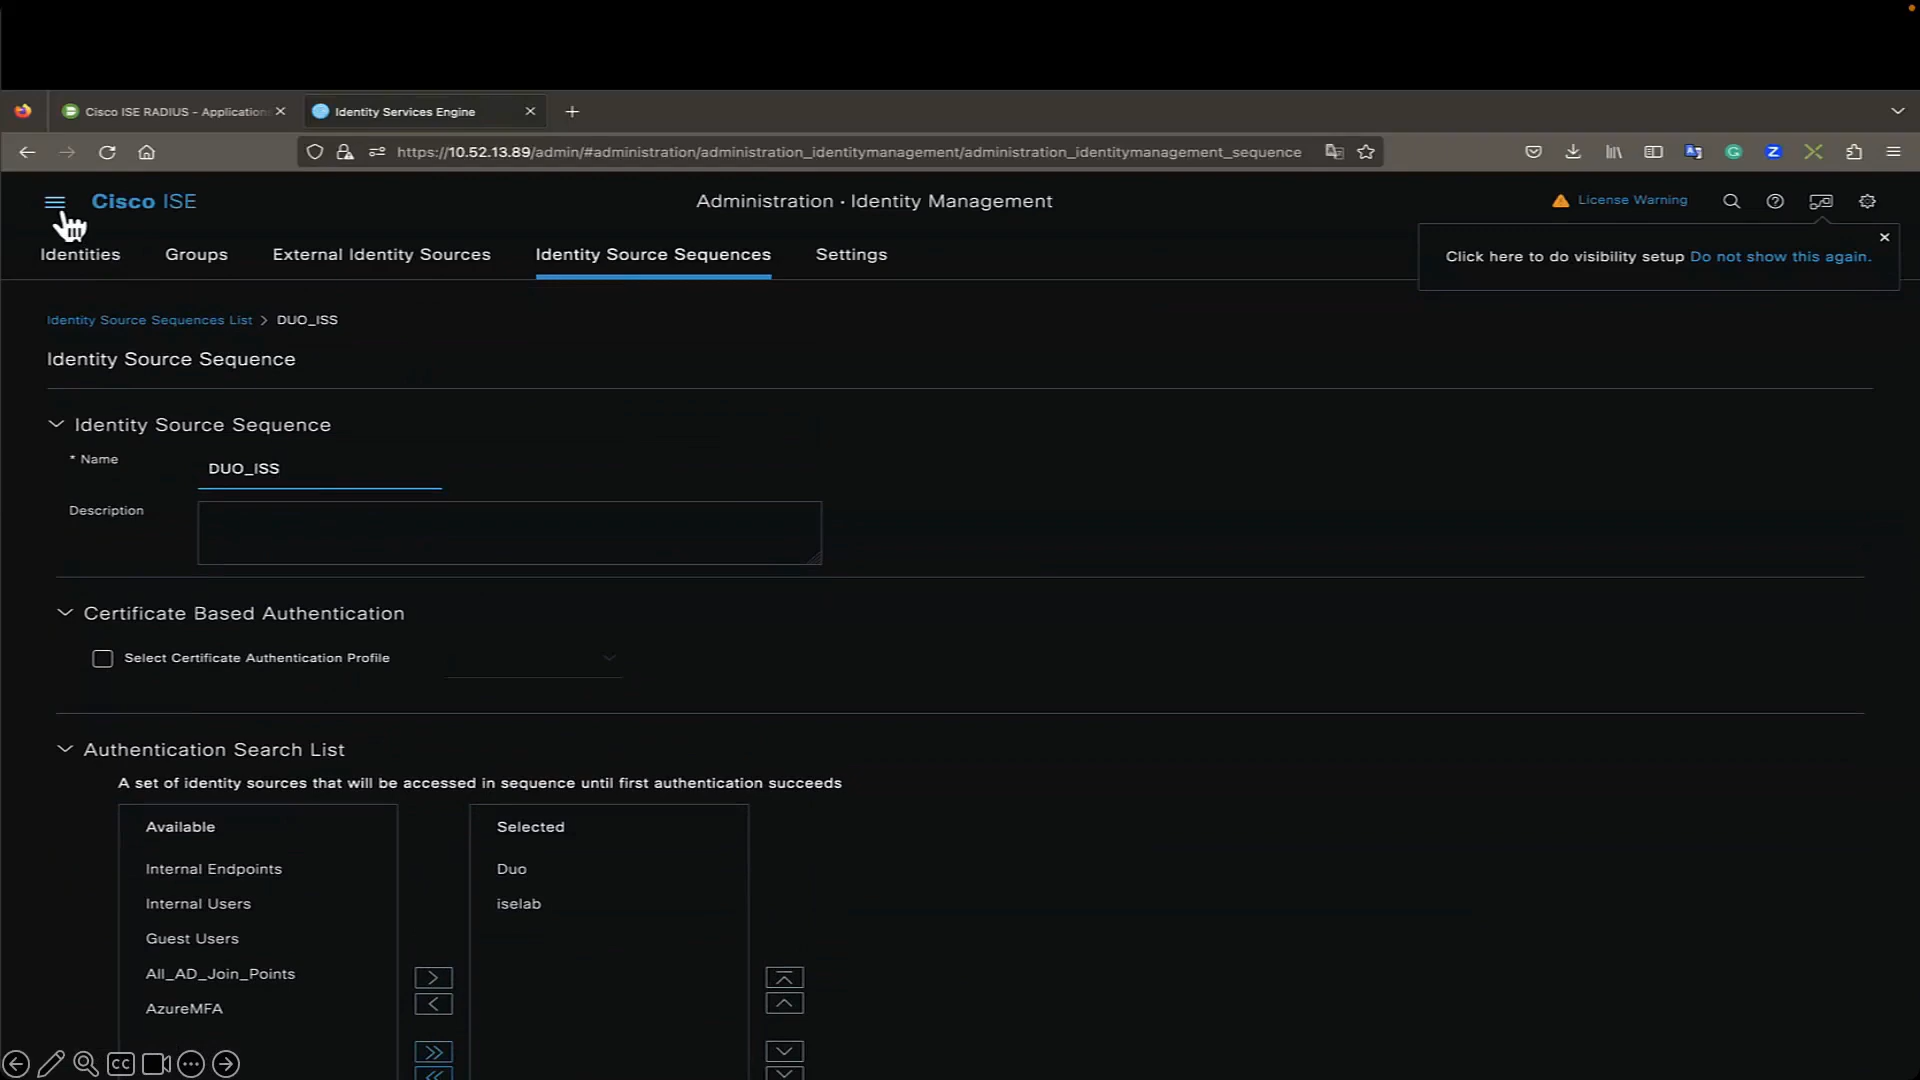 Cisco ISE RADIUS - Application
Identity Services Engine
https://10.52.13.89/admin/#administration/administration_identitymanagement/administration_identitymanagement_sequence
Cisco ISE
Administration · Identity Management
License Warning
Identities
Groups
External Identity Sources
Identity Source Sequences
Settings
Click here to do visibility setup Do not show this again.
Identity Source Sequences List > DUO_ISS
Identity Source Sequence
Identity Source Sequence
* Name
DUO_ISS
Description
Certificate Based Authentication
Select Certificate Authentication Profile
Authentication Search List
A set of identity sources that will be accessed in sequence until first authentication succeeds
Available
Selected
Internal Endpoints
Duo
Internal Users
iselab
Guest Users
All_AD_Join_Points
AzureMFA
CC